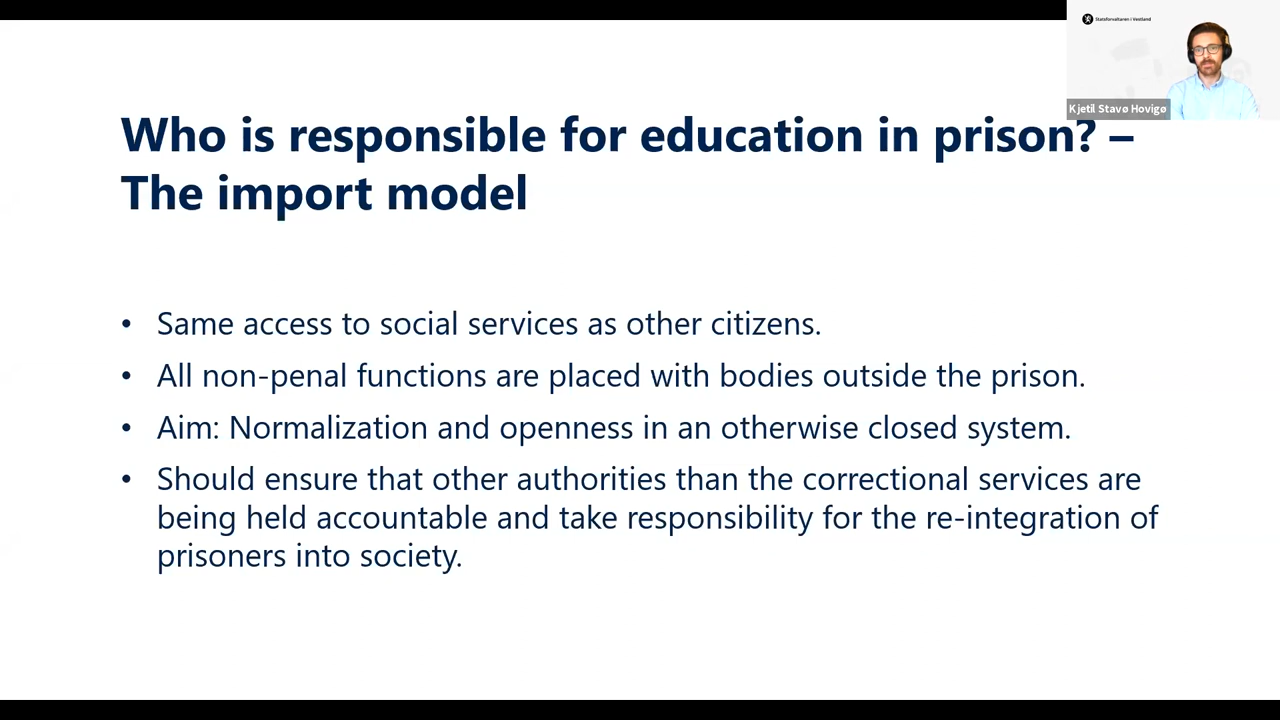 Statsforvaltaren i Vestland
Kjetil Stavø Hovigø
Who is responsible for education in prison? –
The import model
• Same access to social services as other citizens.
• All non-penal functions are placed with bodies outside the prison.
• Aim: Normalization and openness in an otherwise closed system.
• Should ensure that other authorities than the correctional services are
being held accountable and take responsibility for the re-integration of
prisoners into society.